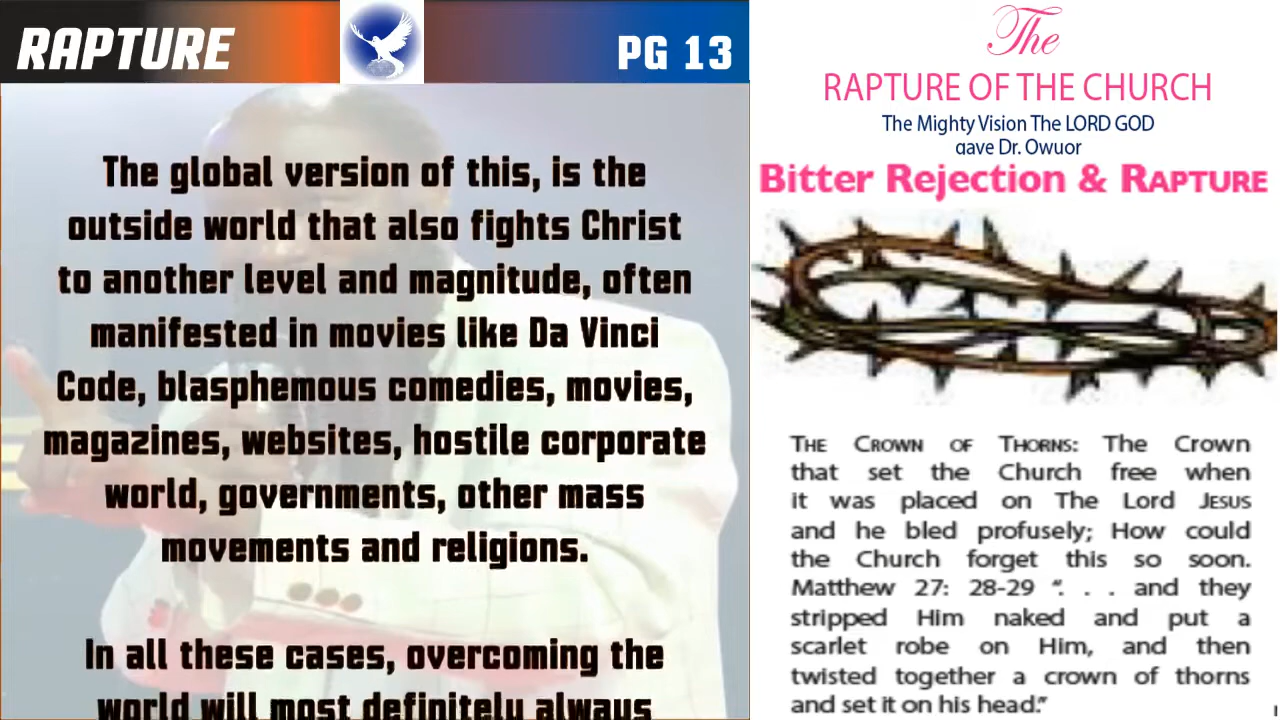 RAPTURE
PG 13
The global version of this, is the
outside world that also fights Christ
to another level and magnitude, often
manifested in movies like Da Vinci
Code, blasphemous comedies, movies,
magazines, websites, hostile corporate
world, governments, other mass
movements and religions.
In all these cases, overcoming the
world will most definitely always
The
RAPTURE OF THE CHURCH
The Mighty Vision The LORD GOD
gave Dr. Owuor
Bitter Rejection & RAPTURE
THE CROWN OF THORNS: The Crown
that set the Church free when
it was placed on The Lord JESUS
and he bled profusely; How could
the Church forget this so soon.
Matthew 27: 28-29 “. . . and they
stripped Him naked and put a
scarlet robe on Him, and then
twisted together a crown of thorns
and set it on his head.”